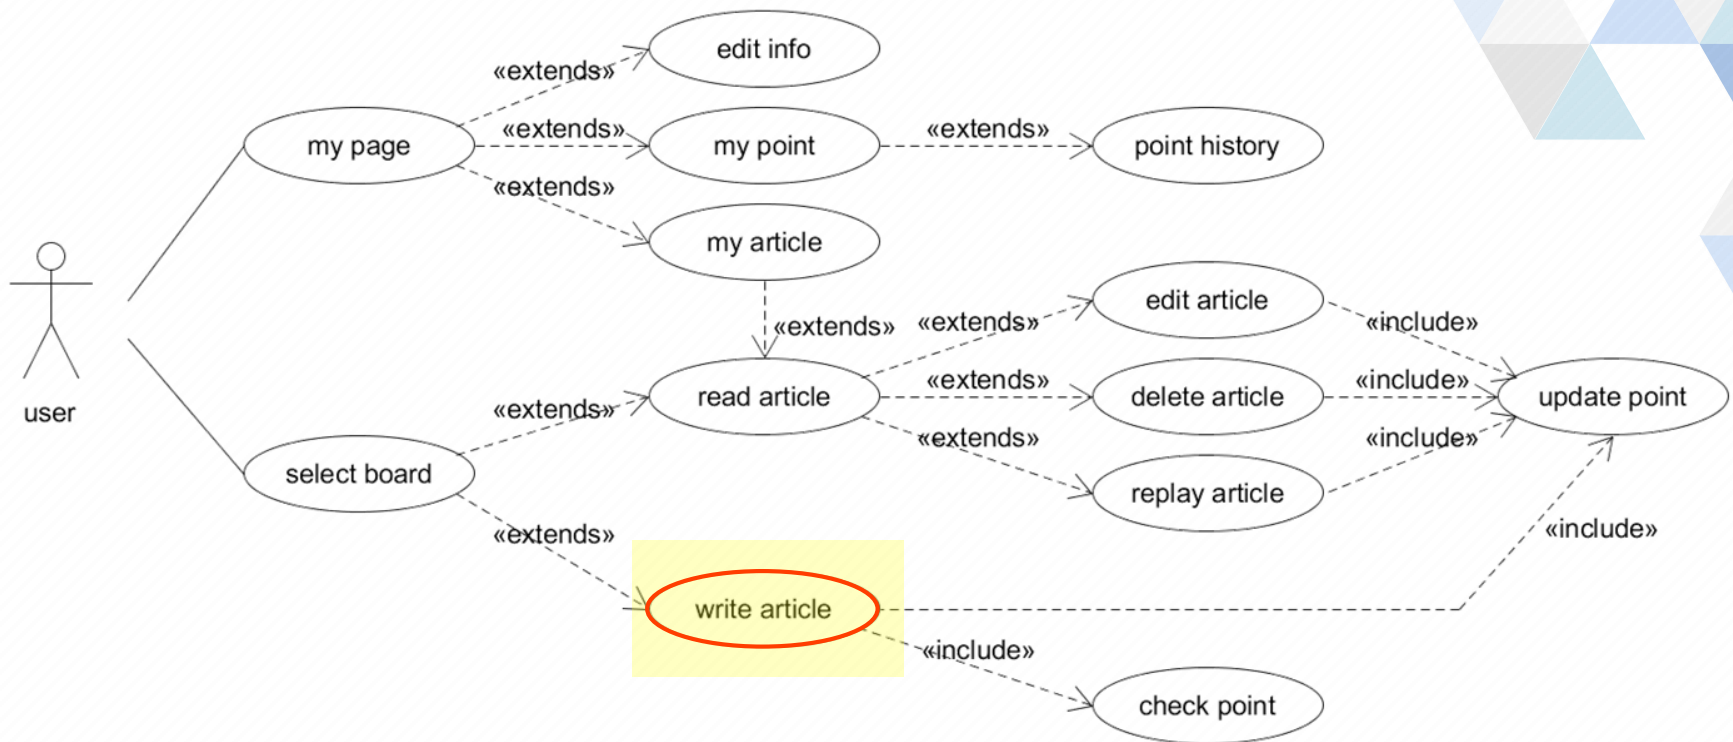 edit info
«extends»
my page
«extends»
my point
«extends»
point history
«extends»
my article
user
«extends»
«extends»
edit article
«include»
read article
«extends»
delete article
«include»
update point
«extends»
«extends»
replay article
«include»
select board
«extends»
«include»
write article
«include»
check point